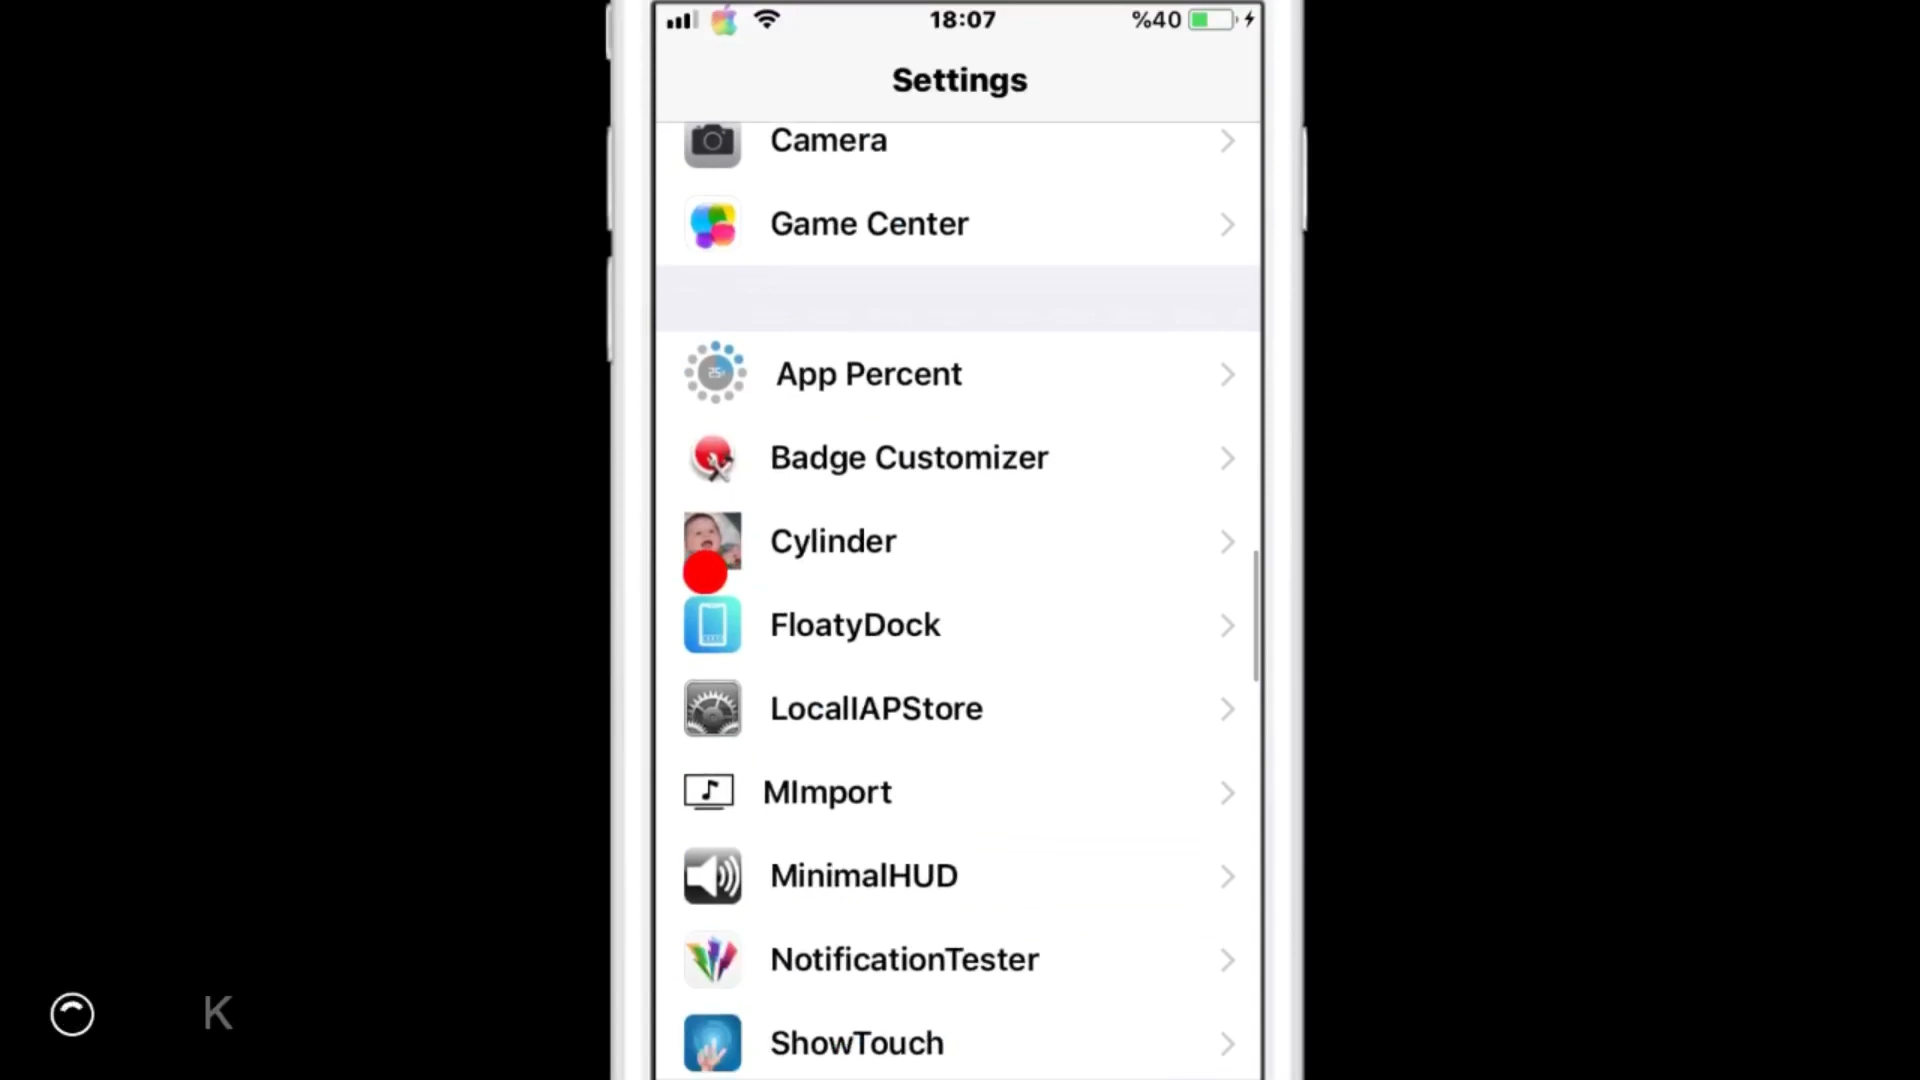 18:07
%40
Settings
Camera
Game Center
App Percent
Badge Customizer
Cylinder
FloatyDock
LocalIAPStore
MImport
MinimalHUD
NotificationTester
ShowTouch
K